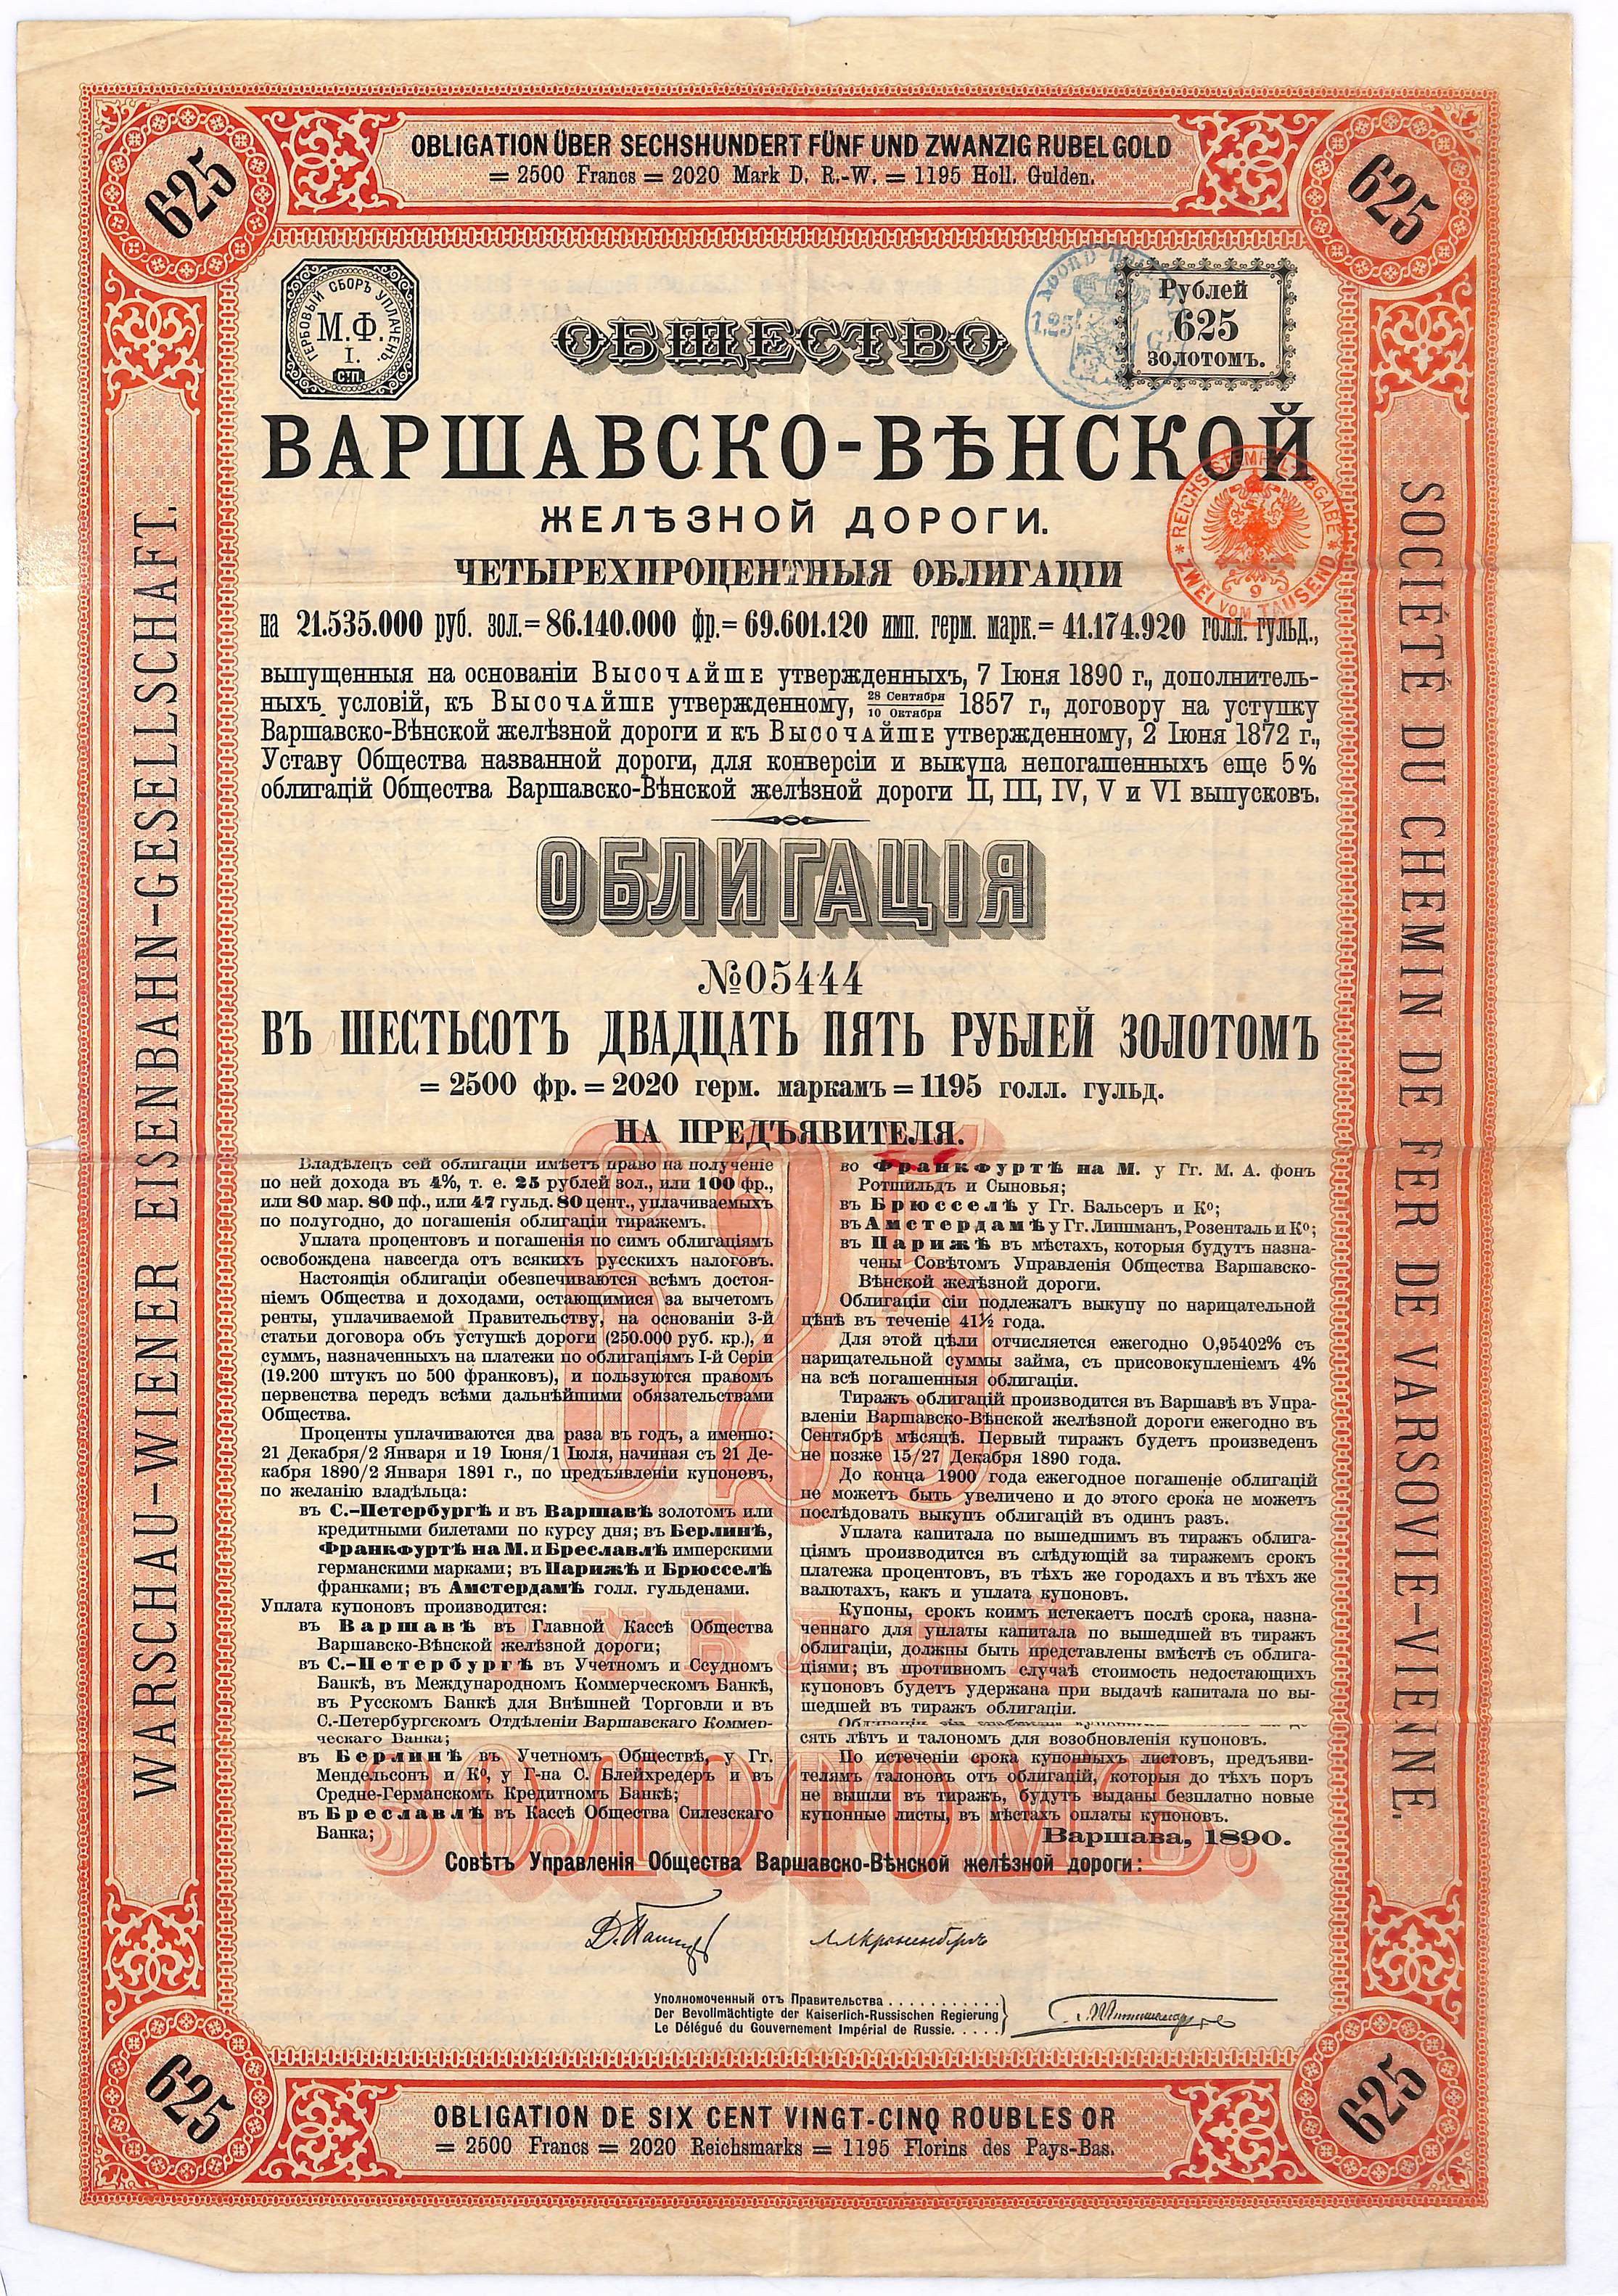 OBLIGATION ÜBER SECHSHUNDERT FÜNF UND ZWANZIG RUBEL GOLD
= 2500 Francs = 2020 Mark D. R.-W. = 1195 Holl. Gulden.
625
625
ГЕРБОВЫЙ СБОРЪ УПЛАЧЕНЪ.
М.Ф.
I.
С.П.
NOORD
1,25
G
Рублей
625
золотомъ.
ОБЩЕСТВО
ВАРШАВСКО-ВѢНСКОЙ
ЖЕЛѢЗНОЙ ДОРОГИ.
REICHSSTEMPELABGABE
9
ZWEI VOM TAUSEND
ЧЕТЫРЕХПРОЦЕНТНЫЯ ОБЛИГАЦІИ
на 21.535.000 руб. зол.= 86.140.000 фр.= 69.601.120 имп. герм. марк.= 41.174.920 голл. гульд.,
выпущенныя на основаніи Высочайше утвержденныхъ, 7 Іюня 1890 г., дополнитель-
ныхъ условій, къ Высочайше утвержденному, 28 Сентября/10 Октября 1857 г., договору на уступку
Варшавско-Вѣнской желѣзной дороги и къ Высочайше утвержденному, 2 Іюня 1872 г.,
Уставу Общества названной дороги, для конверсіи и выкупа непогашенныхъ еще 5%
облигацій Общества Варшавско-Вѣнской желѣзной дороги II, III, IV, V и VI выпусковъ.
ОБЛИГАЦІЯ
№05444
ВЪ ШЕСТЬСОТЪ ДВАДЦАТЬ ПЯТЬ РУБЛЕЙ ЗОЛОТОМЪ
= 2500 фр. = 2020 герм. маркамъ = 1195 голл. гульд.
НА ПРЕДЪЯВИТЕЛЯ.
625
РУБЛЕЙ
ЗОЛОТОМЪ.
Владѣлецъ сей облигаціи имѣетъ право на полученіе
по ней дохода въ 4%, т. е. 25 рублей зол., или 100 фр.,
или 80 мар. 80 пф., или 47 гульд. 80 цент., уплачиваемыхъ
по полугодно, до погашенія облигаціи тиражемъ.
Уплата процентовъ и погашенія по симъ облигаціямъ
освобождена навсегда отъ всякихъ русскихъ налоговъ.
Настоящія облигаціи обезпечиваются всѣмъ достоя-
ніемъ Общества и доходами, остающимися за вычетомъ
ренты, уплачиваемой Правительству, на основаніи 3-й
статьи договора объ уступкѣ дороги (250.000 руб. кр.), и
суммъ, назначенныхъ на платежи по облигаціямъ I-й Серіи
(19.200 штукъ по 500 франковъ), и пользуются правомъ
первенства передъ всѣми дальнѣйшими обязательствами
Общества.
Проценты уплачиваются два раза въ годъ, а именно:
21 Декабря/2 Января и 19 Іюня/1 Іюля, начиная съ 21 Де-
кабря 1890/2 Января 1891 г., по предъявленіи купоновъ,
по желанію владѣльца:
въ С.-Петербургѣ и въ Варшавѣ золотомъ или
кредитными билетами по курсу дня; въ Берлинѣ,
Франкфуртѣ на М. и Бреславлѣ имперскими
германскими марками; въ Парижѣ и Брюсселѣ
франками; въ Амстердамѣ голл. гульденами.
Уплата купоновъ производится:
въ Варшавѣ въ Главной Кассѣ Общества
Варшавско-Вѣнской желѣзной дороги;
въ С.-Петербургѣ въ Учетномъ и Ссудномъ
Банкѣ, въ Международномъ Коммерческомъ Банкѣ,
въ Русскомъ Банкѣ для Внѣшней Торговли и въ
С.-Петербургскомъ Отдѣленіи Варшавскаго Коммер-
ческаго Банка;
въ Берлинѣ въ Учетномъ Обществѣ, у Гг.
Мендельсонъ и К⁰, у Г-на С. Блейхредеръ и въ
Средне-Германскомъ Кредитномъ Банкѣ;
въ Бреславлѣ въ Кассѣ Общества Силезскаго
Банка;
во Франкфуртѣ на М. у Гг. М. А. фонъ
Ротшильдъ и Сыновья;
въ Брюсселѣ у Гг. Бальсеръ и К⁰;
въ Амстердамѣ у Гг. Липпманъ, Розенталь и К⁰;
въ Парижѣ въ мѣстахъ, которыя будутъ назна-
чены Совѣтомъ Управленія Общества Варшавско-
Вѣнской желѣзной дороги.
Облигаціи сіи подлежатъ выкупу по нарицательной
цѣнѣ въ теченіе 41½ года.
Для этой цѣли отчисляется ежегодно 0,95402% съ
нарицательной суммы займа, съ присовокупленіемъ 4%
на всѣ погашенныя облигаціи.
Тиражъ облигацій производится въ Варшавѣ въ Упра-
вленіи Варшавско-Вѣнской желѣзной дороги ежегодно въ
Сентябрѣ мѣсяцѣ. Первый тиражъ будетъ произведенъ
не позже 15/27 Декабря 1890 года.
До конца 1900 года ежегодное погашеніе облигацій
не можетъ быть увеличено и до этого срока не можетъ
послѣдовать выкупъ облигацій въ одинъ разъ.
Уплата капитала по вышедшимъ въ тиражъ облига-
ціямъ производится въ слѣдующій за тиражемъ срокъ
платежа процентовъ, въ тѣхъ же городахъ и въ тѣхъ же
валютахъ, какъ и уплата купоновъ.
Купоны, срокъ коимъ истекаетъ послѣ срока, назна-
ченнаго для уплаты капитала по вышедшей въ тиражъ
облигаціи, должны быть представлены вмѣстѣ съ облига-
ціями; въ противномъ случаѣ стоимость недостающихъ
купоновъ будетъ удержана при выдачѣ капитала по вы-
шедшей въ тиражъ облигаціи.
Облигаціи сіи
сять лѣтъ и талономъ для возобновленія купоновъ.
По истеченіи срока купонныхъ листовъ, предъяви-
телямъ талоновъ отъ облигацій, которыя до тѣхъ поръ
не вышли въ тиражъ, будутъ выданы безплатно новые
купонные листы, въ мѣстахъ оплаты купоновъ.
Варшава, 1890.
Совѣтъ Управленія Общества Варшавско-Вѣнской желѣзной дороги:
Уполномоченный отъ Правительства . . . . . . . . . . .
Der Bevollmächtigte der Kaiserlich-Russischen Regierung
Le Délégué du Gouvernement Impérial de Russie. . . . .
WARSCHAU-WIENER EISENBAHN-GESELLSCHAFT.
SOCIÉTÉ DU CHEMIN DE FER DE VARSOVIE-VIENNE.
625
625
OBLIGATION DE SIX CENT VINGT-CINQ ROUBLES OR
= 2500 Francs = 2020 Reichsmarks = 1195 Florins des Pays-Bas.